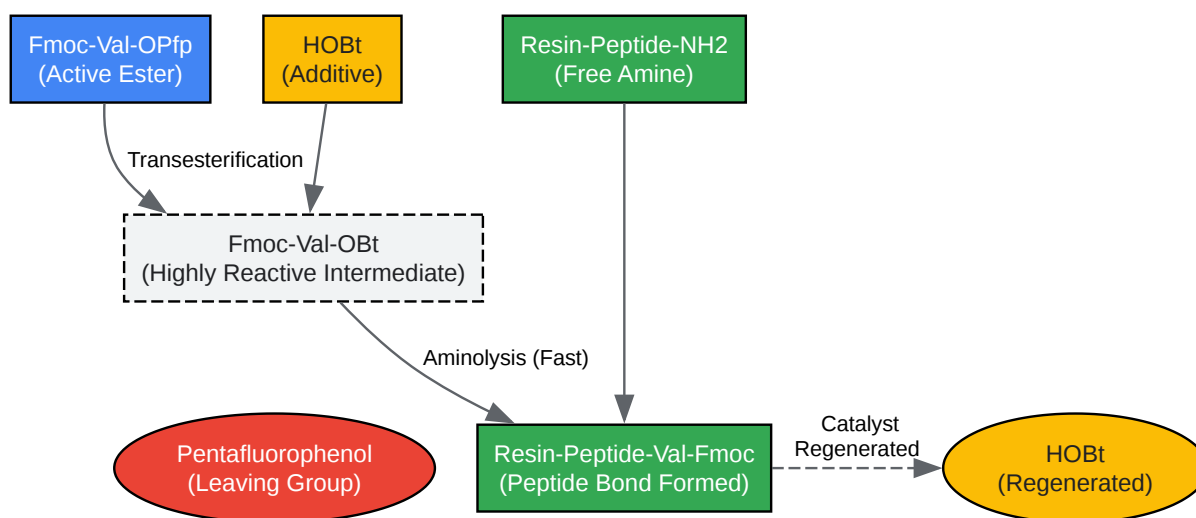 Fmoc-Val-OPfp
(Active Ester)
HOBt
(Additive)
Resin-Peptide-NH2
(Free Amine)
Transesterification
Fmoc-Val-OBt
(Highly Reactive Intermediate)
Aminolysis (Fast)
Pentafluorophenol
(Leaving Group)
Resin-Peptide-Val-Fmoc
(Peptide Bond Formed)
Catalyst
Regenerated
HOBt
(Regenerated)